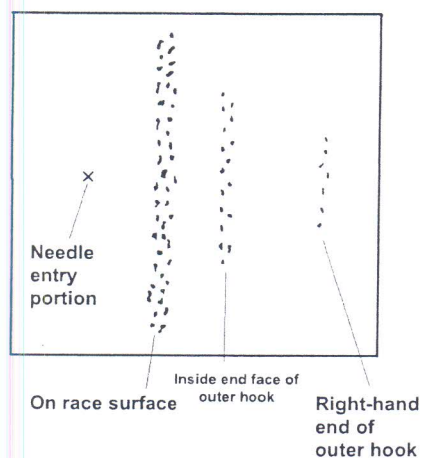 Needle
entry
portion
On race surface
Inside end face of
outer hook
Right-hand
end of
outer hook